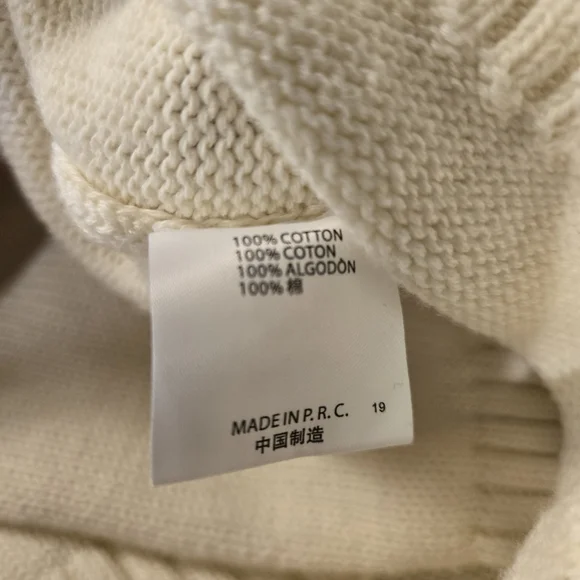 100% COTTON
100% COTON
100% ALGODÓN
100% 棉
MADE IN P. R. C. 19
中国制造